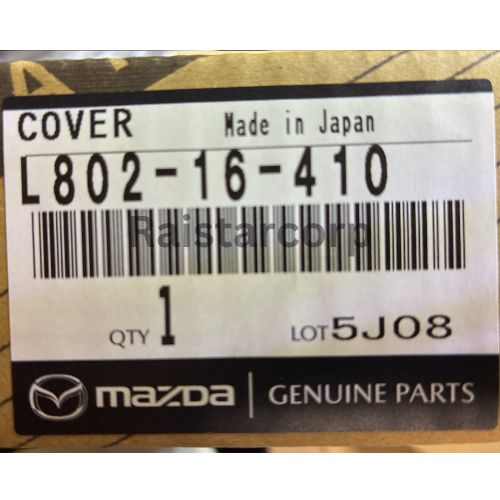 COVER Made in Japan
L802-16-410
Raistarcorp
QTY 1 LOT 5J08
mazda | GENUINE PARTS